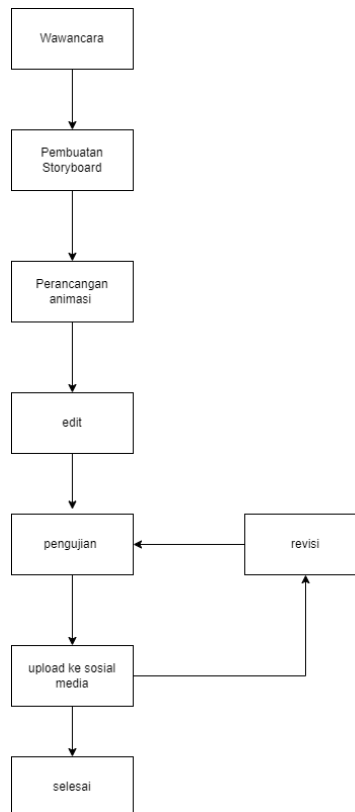 Wawancara
Pembuatan
Storyboard
Perancangan
animasi
edit
pengujian
revisi
upload ke sosial
media
selesai